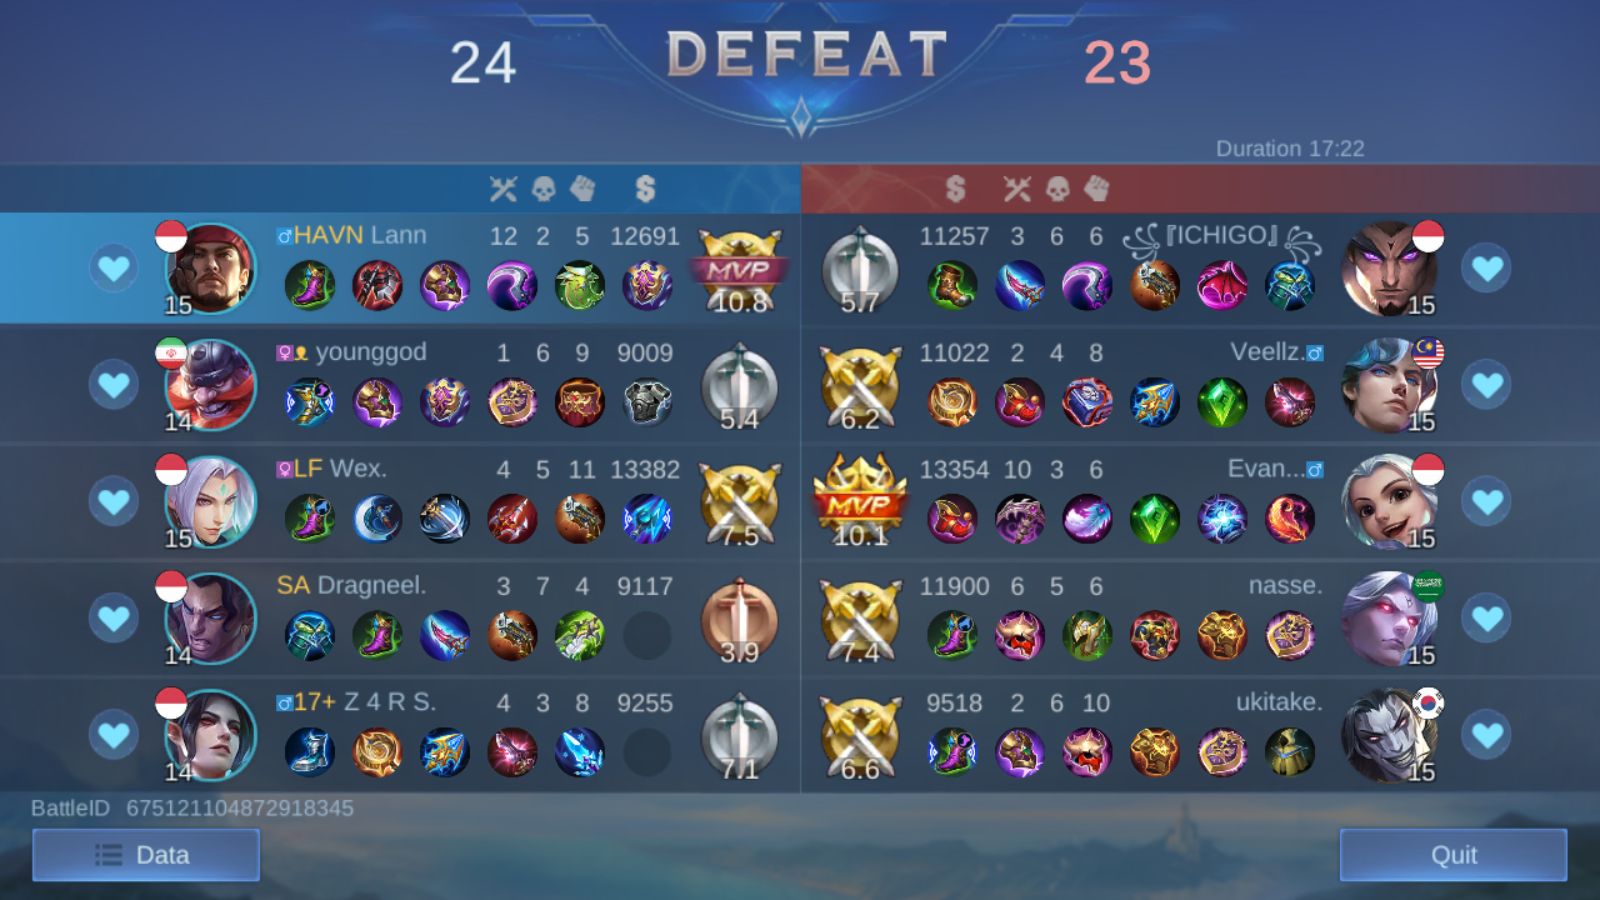 24 DEFEAT 23
Duration 17:22
HAVN Lann 12 2 5 12691 MVP 10.8
15
11257 3 6 6 『ICHIGO』 5.7
15
younggod 1 6 9 9009 5.4
14
11022 2 4 8 Veellz. 6.2
15
LF Wex. 4 5 11 13382 7.5
15
13354 10 3 6 Evan... MVP 10.1
15
SA Dragneel. 3 7 4 9117 3.9
14
11900 6 5 6 nasse. 7.4
15
17+ Z 4 R S. 4 3 8 9255 7.1
14
9518 2 6 10 ukitake. 6.6
15
BattleID 675121104872918345
Data
Quit